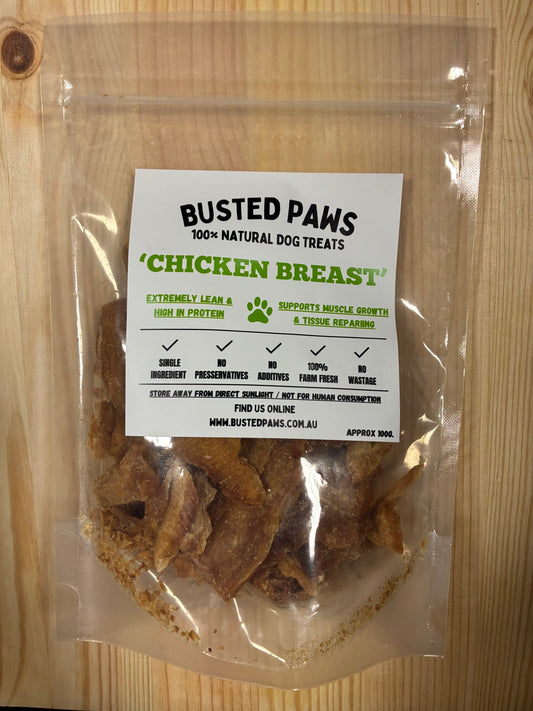 BUSTED PAWS
100% NATURAL DOG TREATS
'CHICKEN BREAST'
EXTREMELY LEAN &
HIGH IN PROTEIN
SUPPORTS MUSCLE GROWTH
& TISSUE REPARIING
SINGLE
INGREDIENT
NO
PRESERVATIVES
NO
ADDITIVES
100%
FARM FRESH
NO
WASTAGE
STORE AWAY FROM DIRECT SUNLIGHT / NOT FOR HUMAN CONSUMPTION
FIND US ONLINE
WWW.BUSTEDPAWS.COM.AU
APPROX 100G.